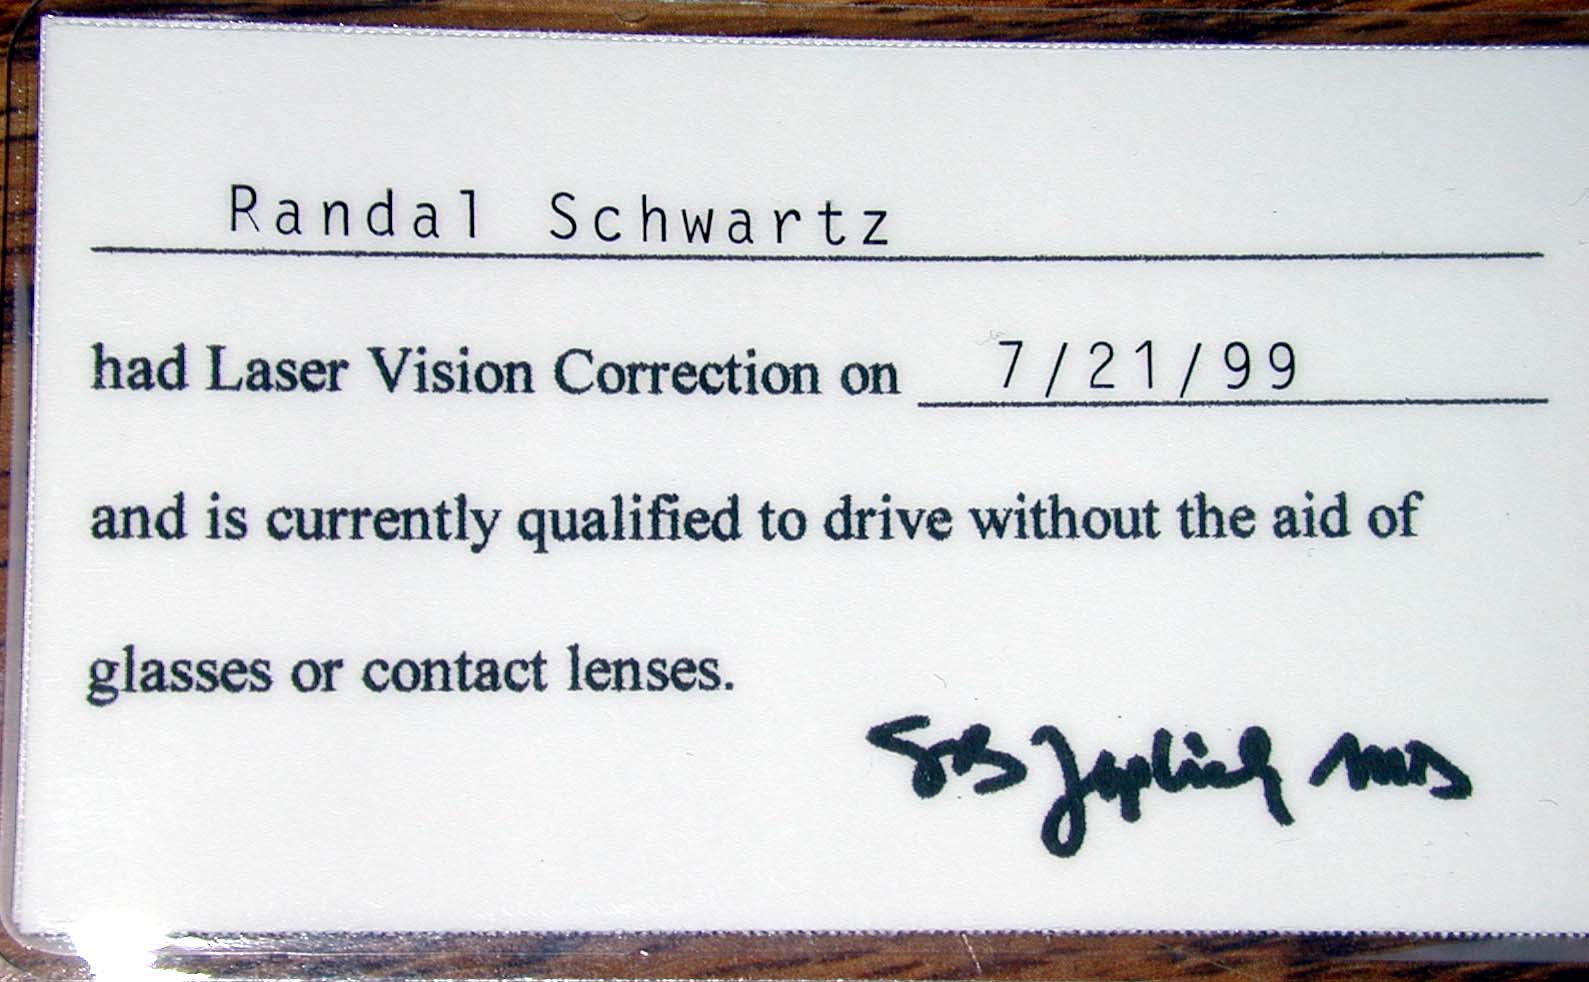 Randal Schwartz
had Laser Vision Correction on 7/21/99
and is currently qualified to drive without the aid of
glasses or contact lenses.
MD